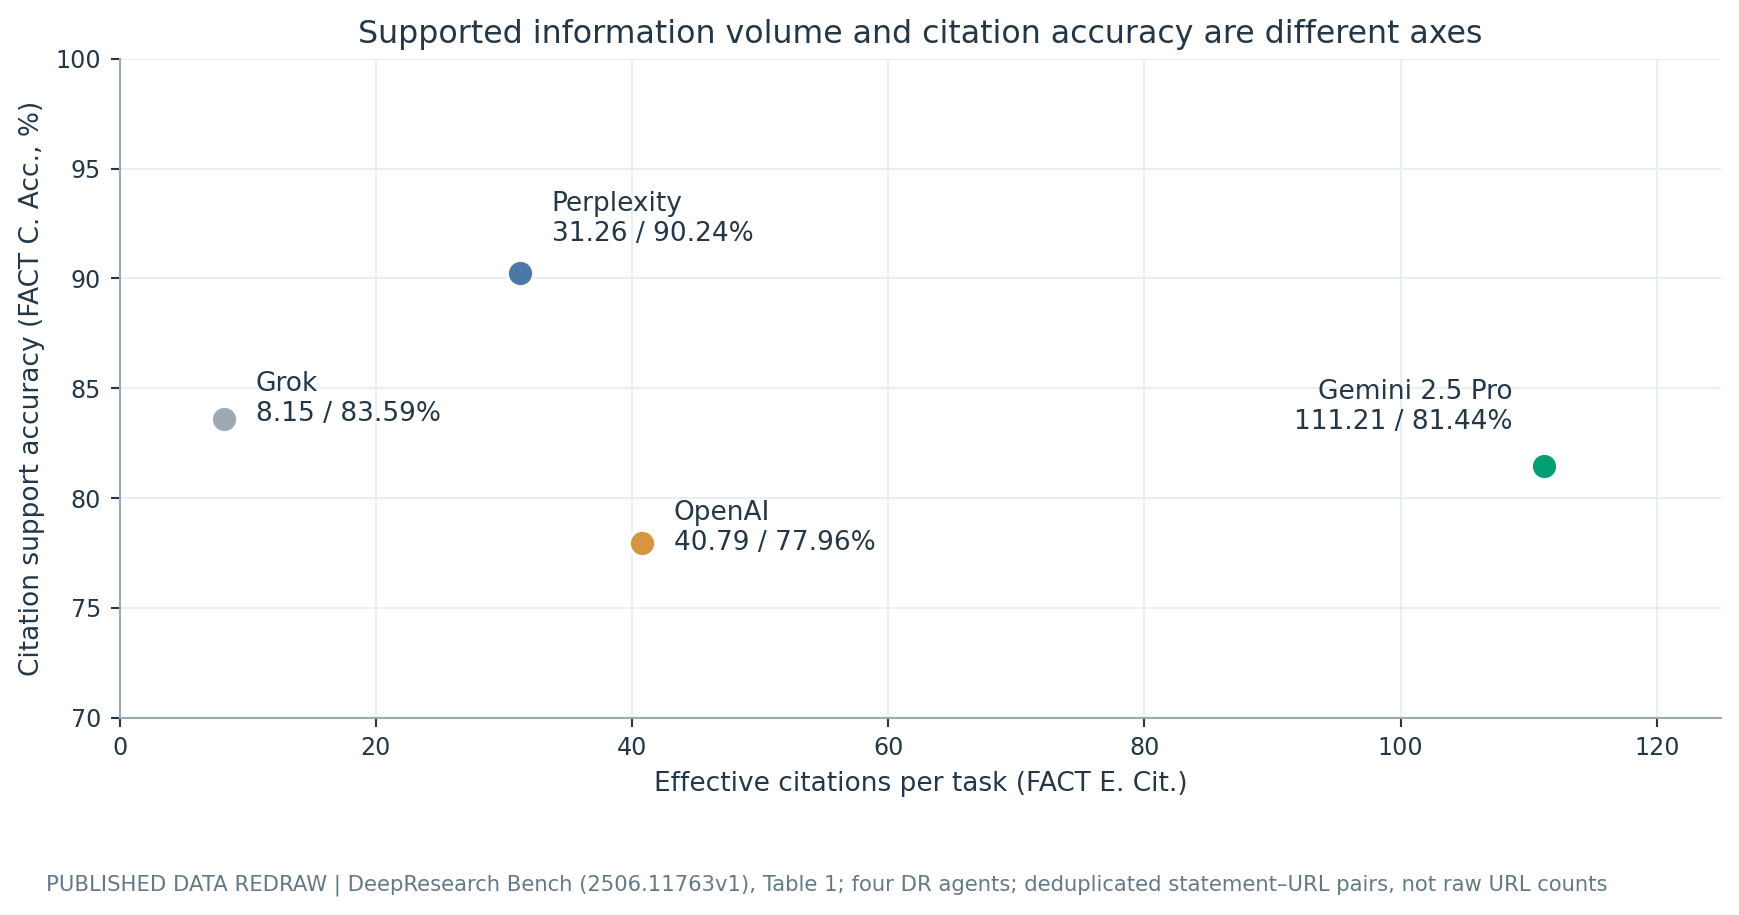 Supported information volume and citation accuracy are different axes
Citation support accuracy (FACT C. Acc., %)
100
95
90
85
80
75
70
Perplexity
31.26 / 90.24%
Grok
8.15 / 83.59%
Gemini 2.5 Pro
111.21 / 81.44%
OpenAI
40.79 / 77.96%
0 20 40 60 80 100 120
Effective citations per task (FACT E. Cit.)
PUBLISHED DATA REDRAW | DeepResearch Bench (2506.11763v1), Table 1; four DR agents; deduplicated statement–URL pairs, not raw URL counts